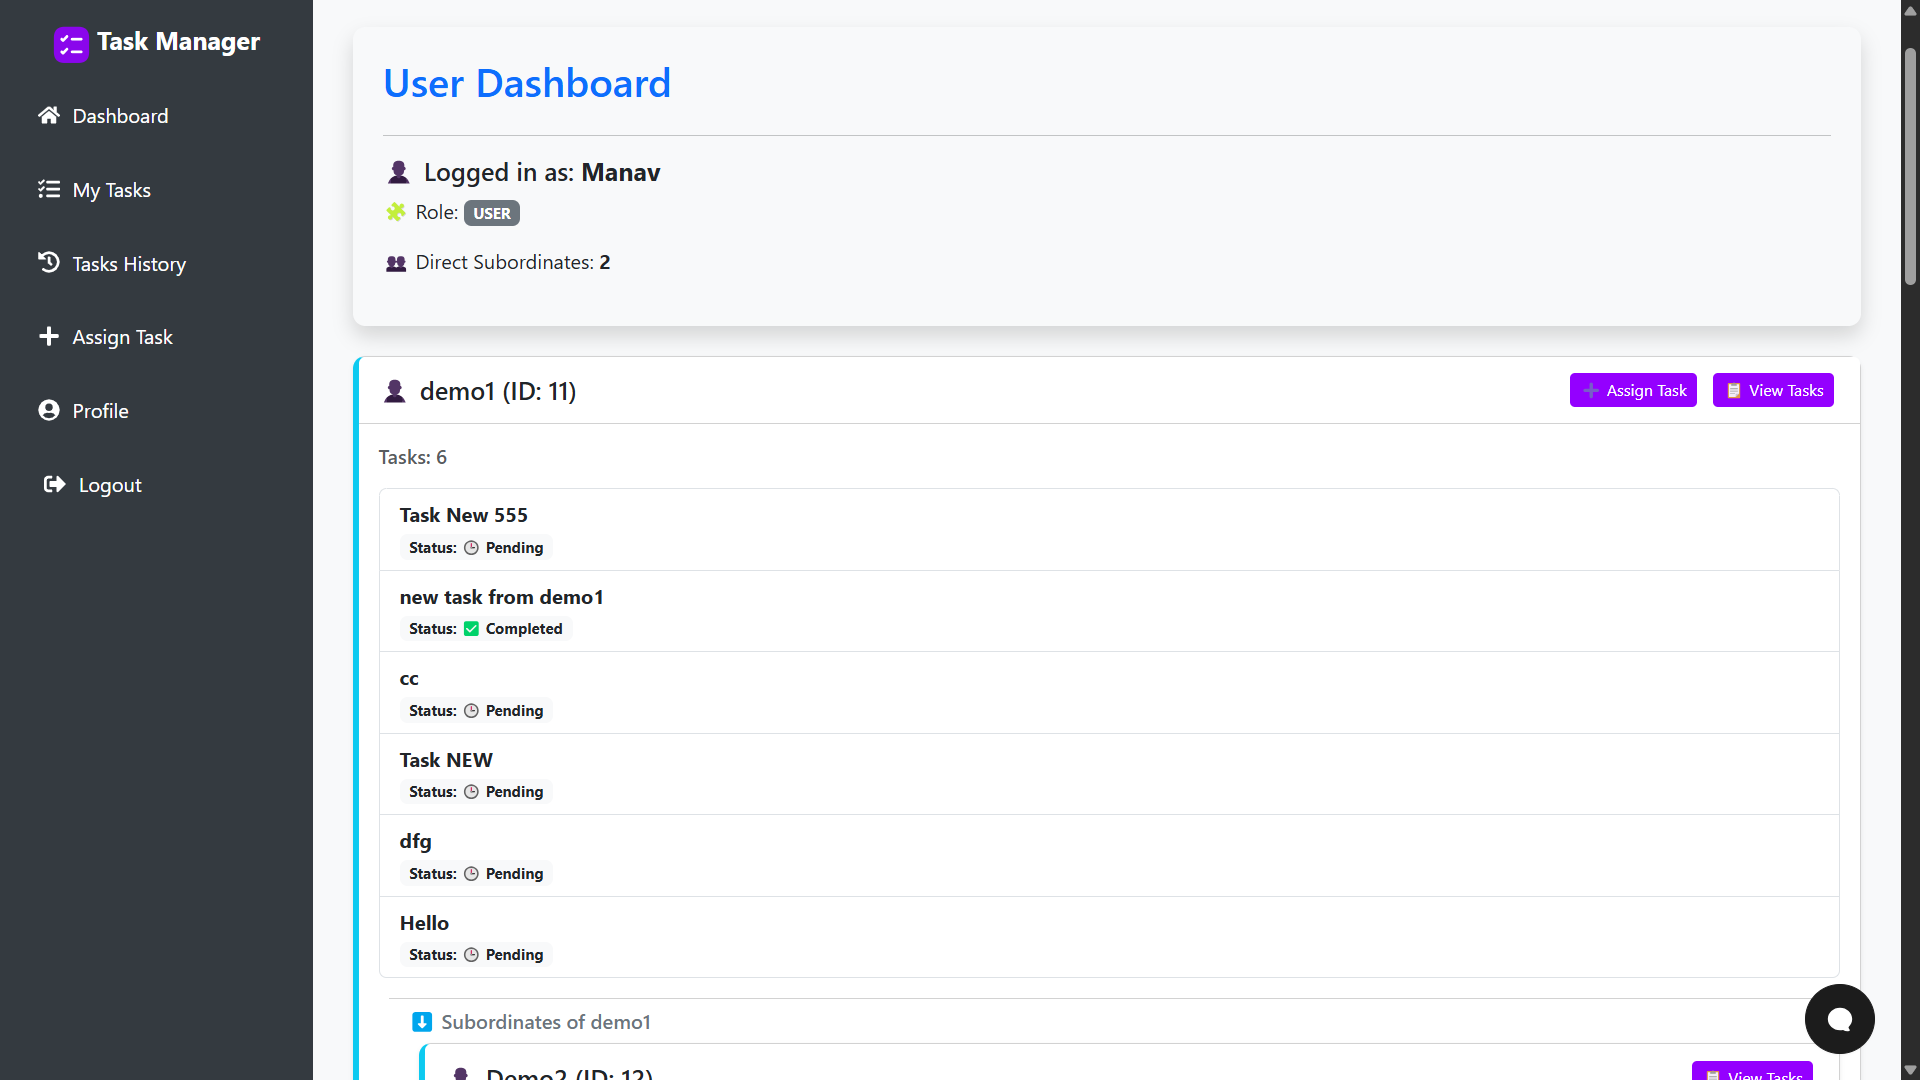 Task Manager
Dashboard
My Tasks
Tasks History
Assign Task
Profile
Logout
User Dashboard
Logged in as: Manav
Role: USER
Direct Subordinates: 2
demo1 (ID: 11)
Assign Task
View Tasks
Tasks: 6
Task New 555
Status: Pending
new task from demo1
Status: Completed
cc
Status: Pending
Task NEW
Status: Pending
dfg
Status: Pending
Hello
Status: Pending
Subordinates of demo1
Demo2 (ID: 12)
View Tasks